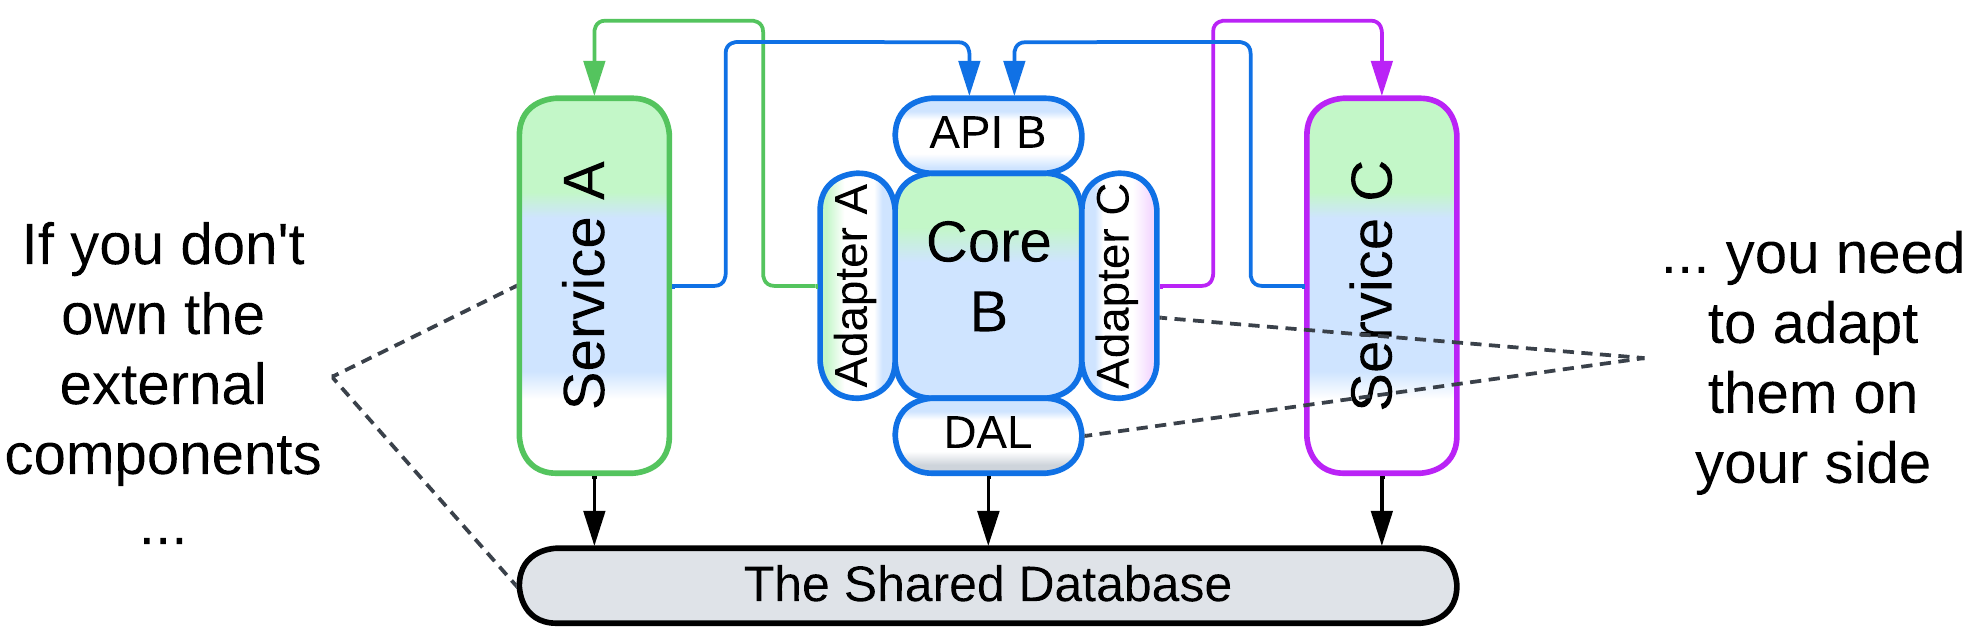 If you don't
own the
external
components
...
Service A
API B
Adapter A
Core
B
Adapter C
DAL
Service C
The Shared Database
... you need
to adapt
them on
your side